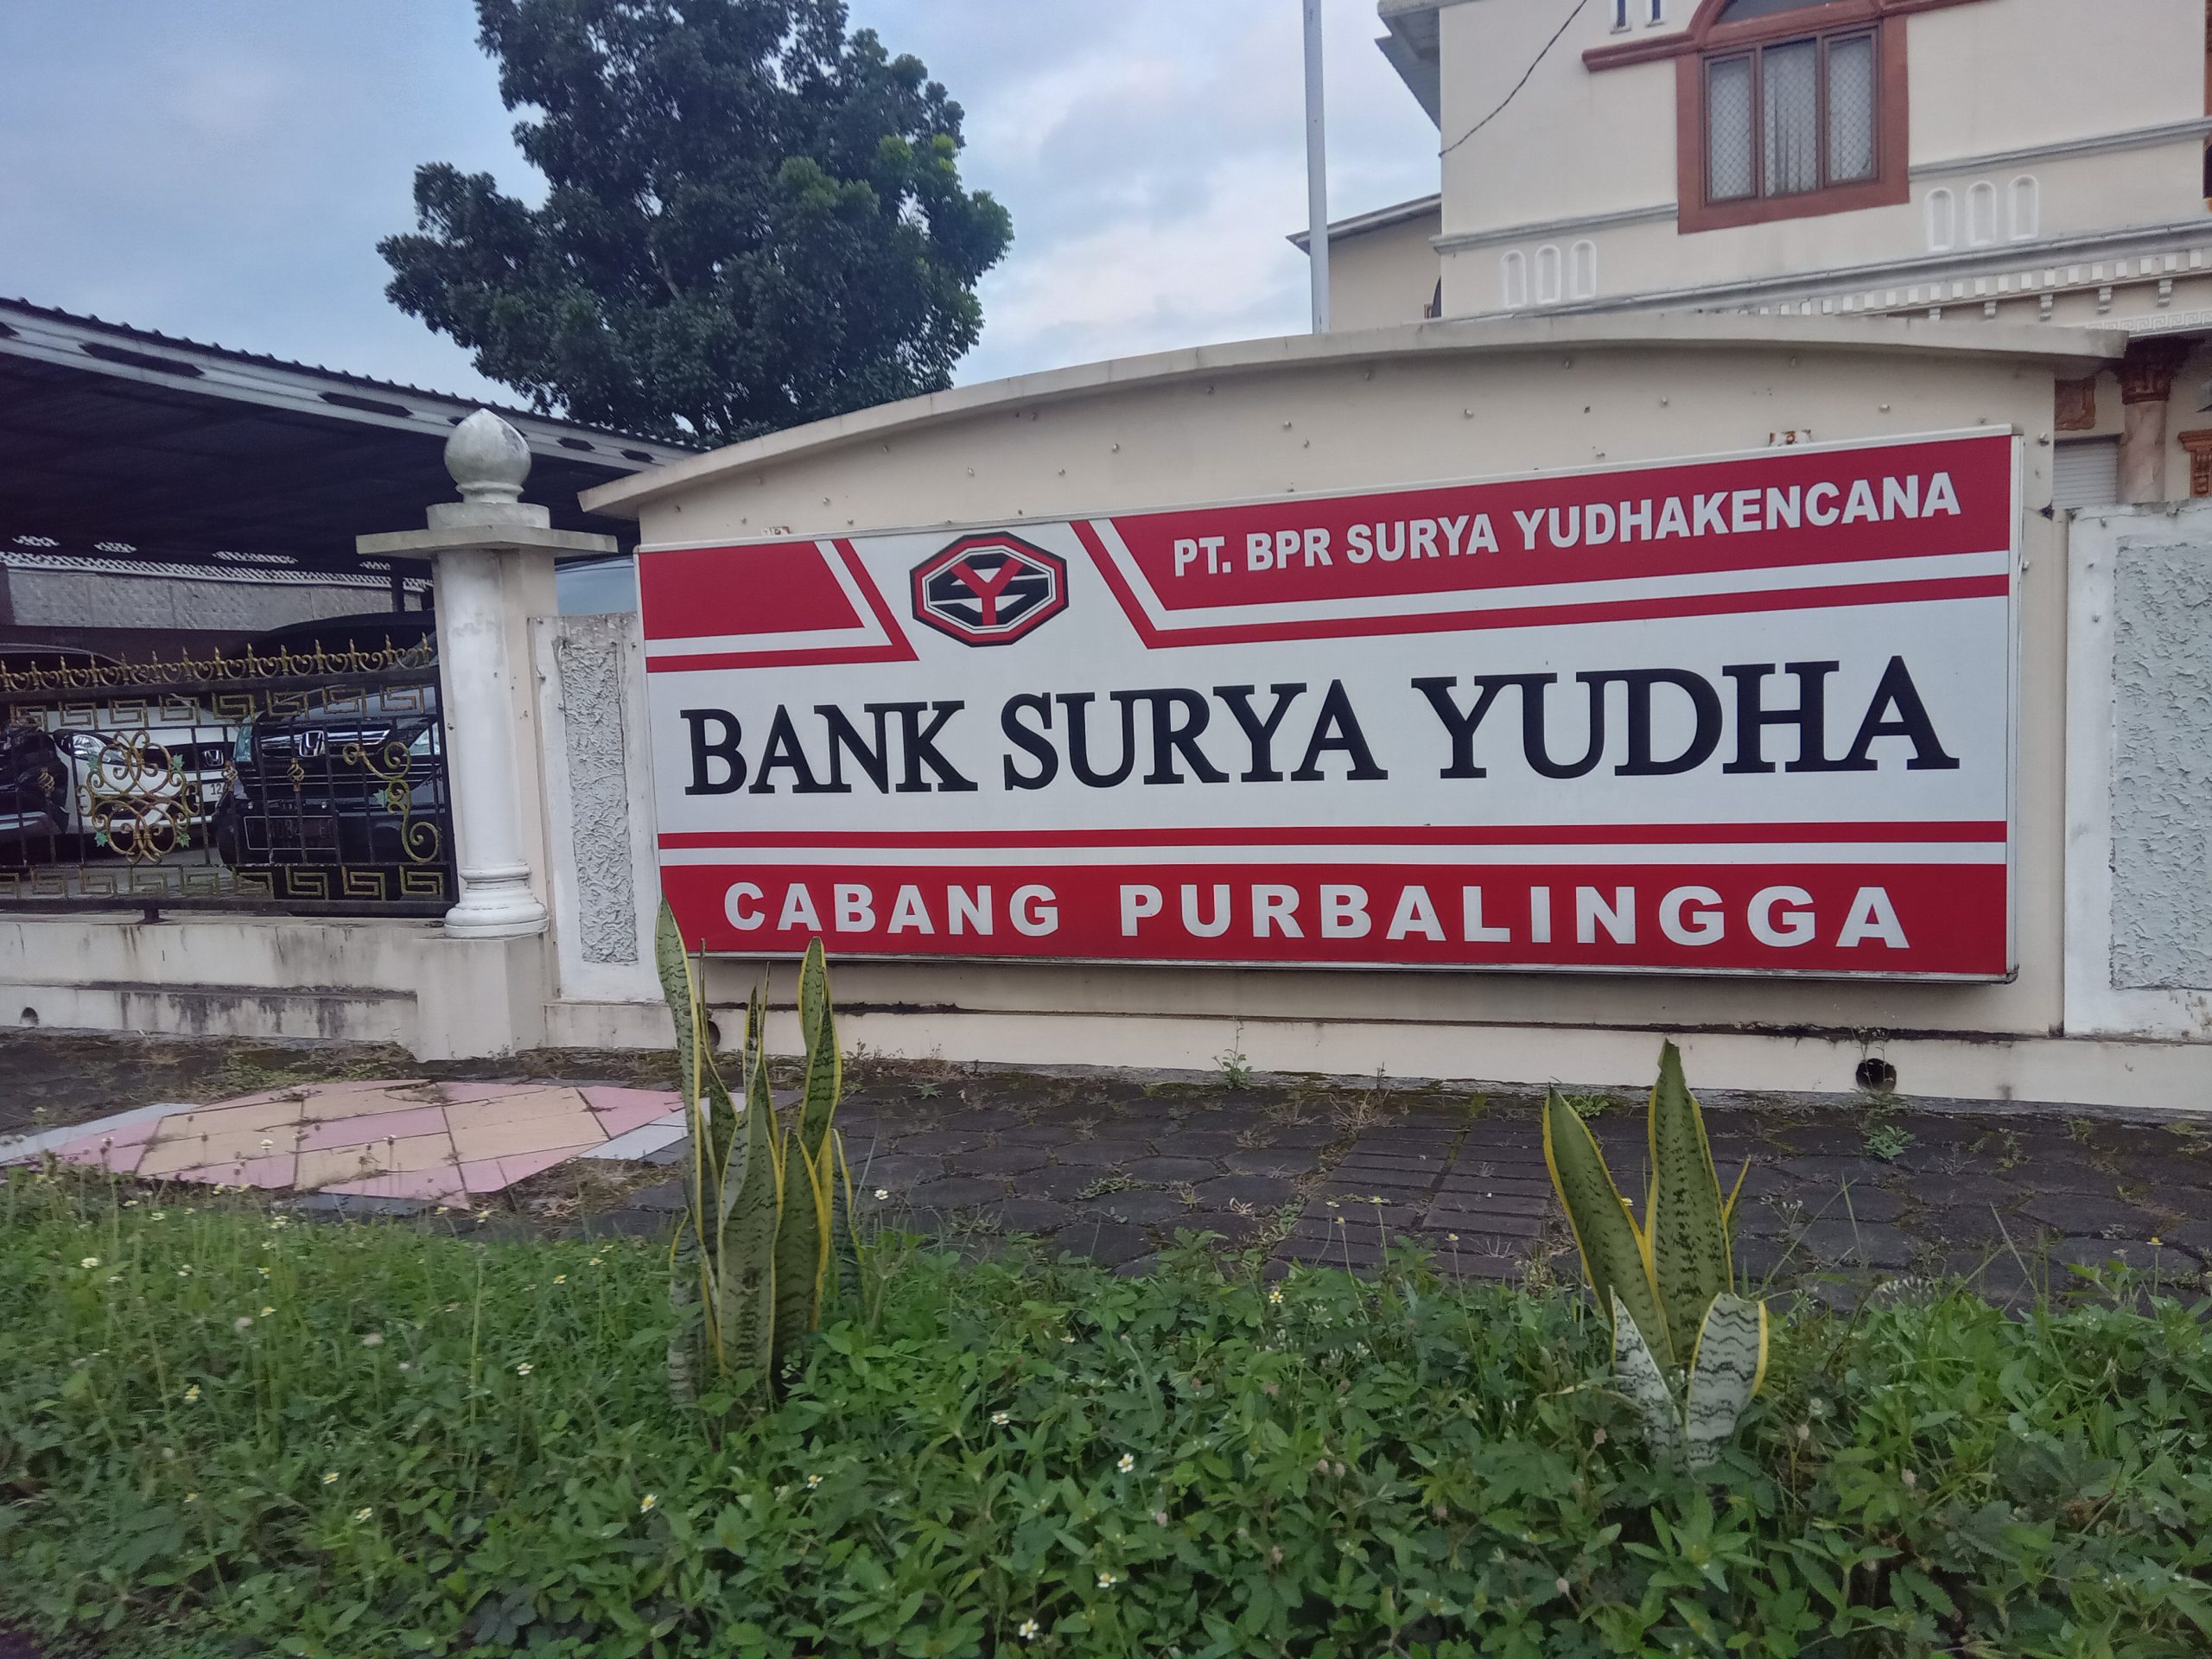 PT. BPR SURYA YUDHAKENCANA
BANK SURYA YUDHA
CABANG PURBALINGGA